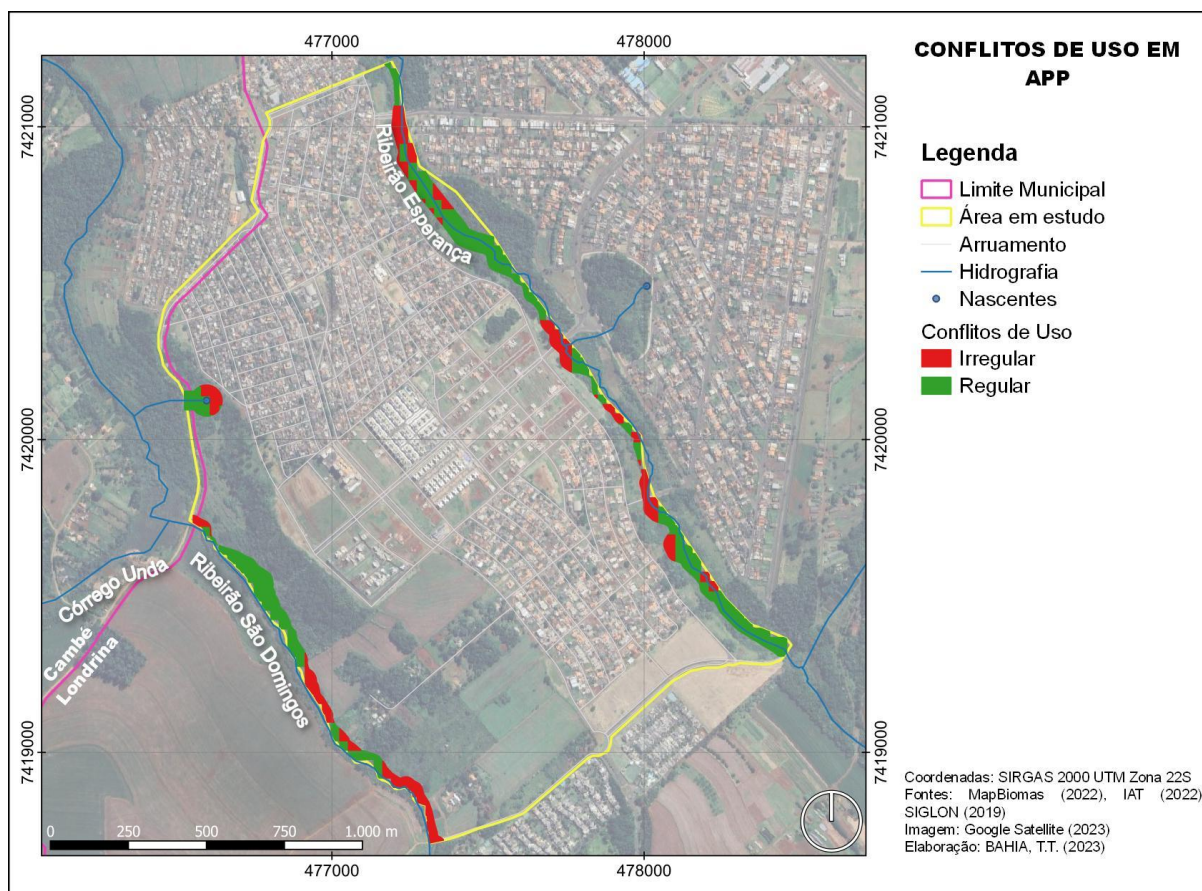 CONFLITOS DE USO EM
APP
Legenda
Limite Municipal
Área em estudo
Arruamento
Hidrografia
Nascentes
Conflitos de Uso
Irregular
Regular
477000
478000
7421000
7421000
Ribeirão Esperança
7420000
7420000
Córrego Unda
Ribeirão São Domingos
Cambé
Londrina
7419000
7419000
0 250 500 750 1.000 m
477000
478000
Coordenadas: SIRGAS 2000 UTM Zona 22S
Fontes: MapBiomas (2022), IAT (2022)
SIGLON (2019)
Imagem: Google Satellite (2023)
Elaboração: BAHIA, T.T. (2023)